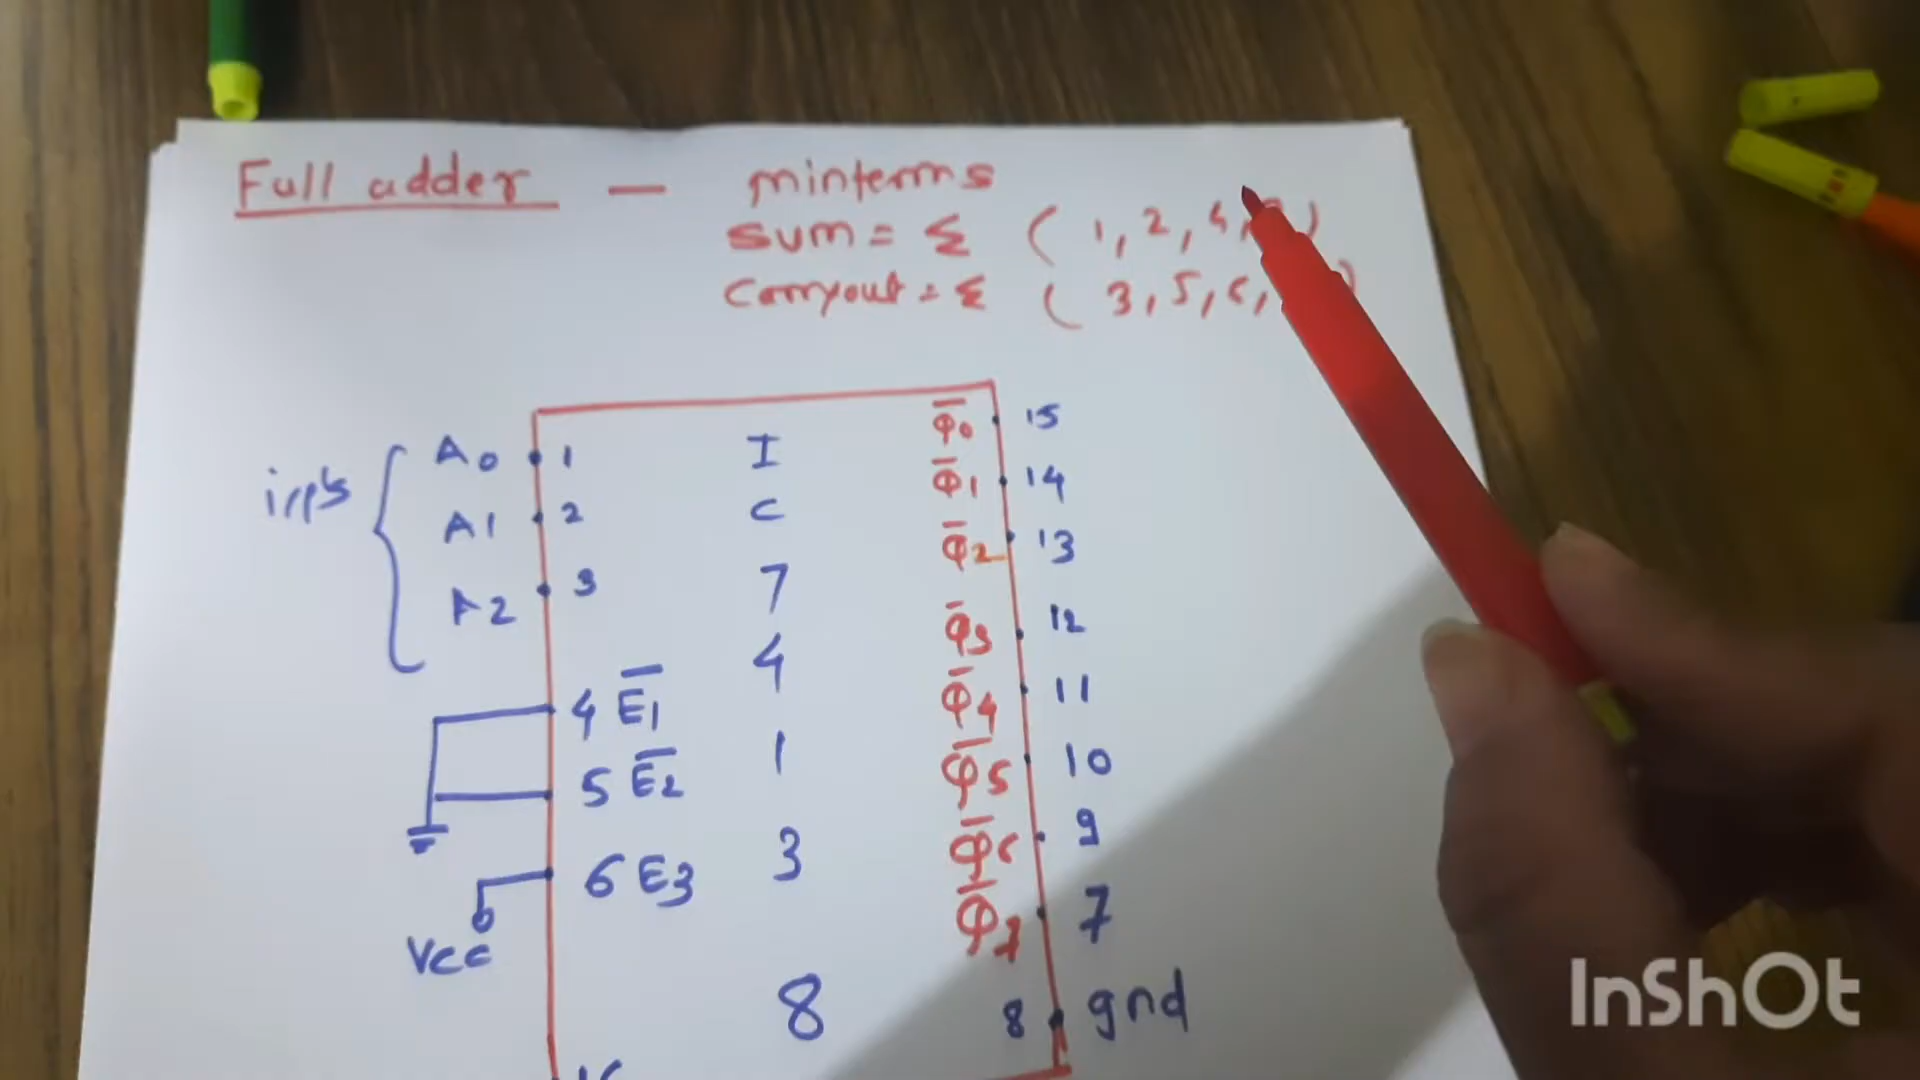 Full adder — minterms
sum = Σ ( 1, 2, 4, )
Carryout = Σ ( 3, 5, 6, )
A0 1 I Φ̅0 15
i/p's
A1 2 C Φ̅1 14
A2 3 7 Φ̅2 13
4 Φ̅3 12
4 E̅1 Φ̅4 11
5 E̅2 1 Φ̅5 10
6 E3 3 Φ̅6 9
Vcc Φ̅7 7
8 8 gnd
InShOt